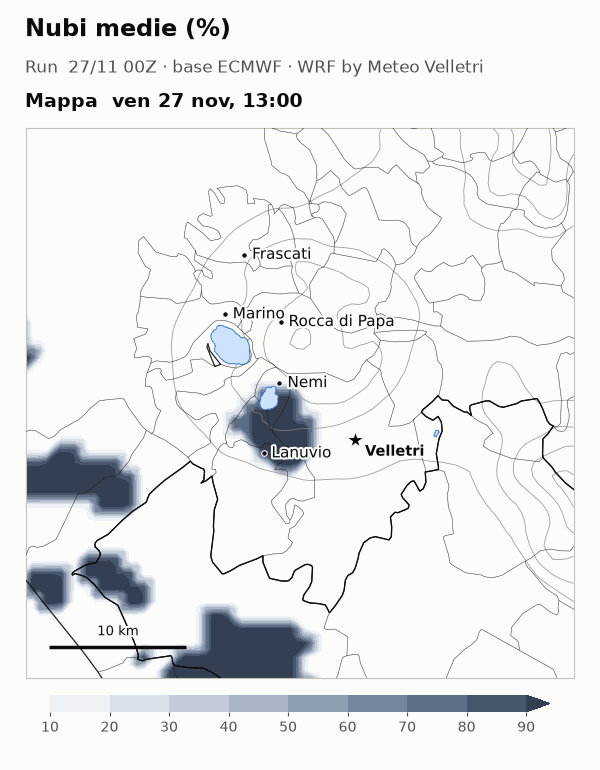 Nubi medie (%)
Run  27/11 00Z · base ECMWF · WRF by Meteo Velletri
Mappa  ven 27 nov, 13:00
Frascati
Marino
Rocca di Papa
Nemi
Velletri
Lanuvio
10 km
10 20 30 40 50 60 70 80 90